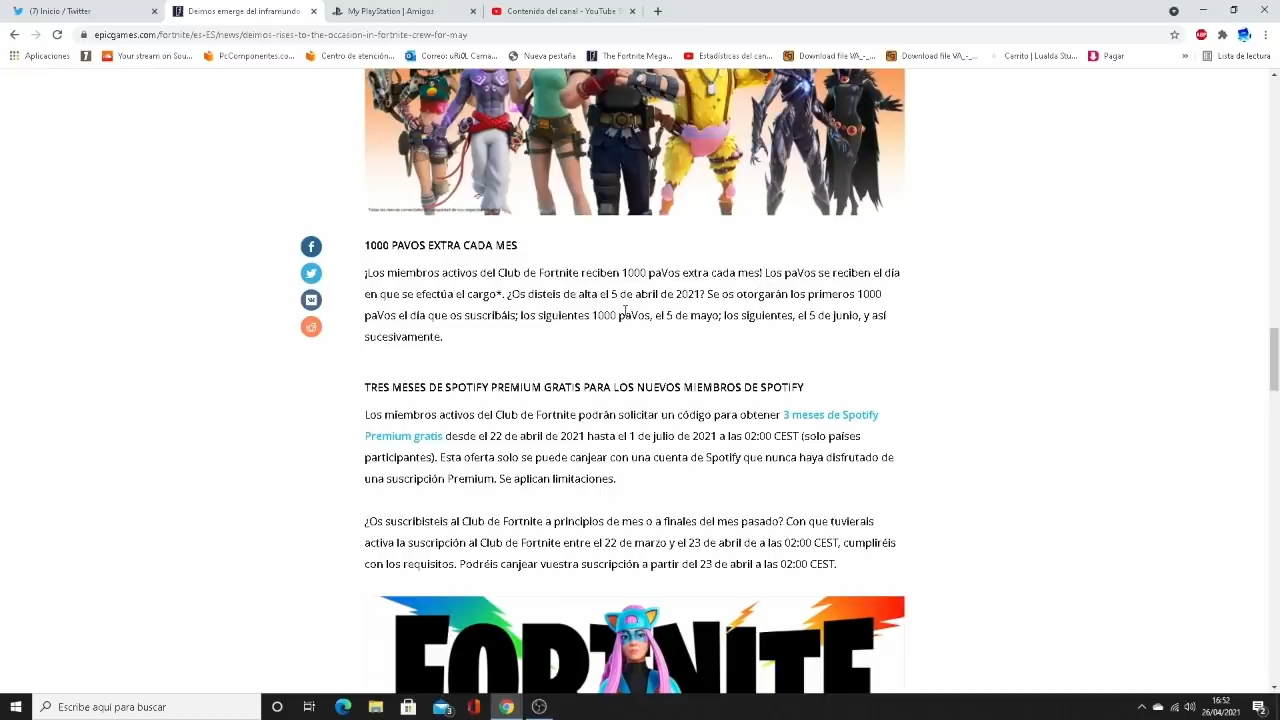 (7) Inicio / Twitter
Deimos emerge del inframundo
My PlayStation | Amigos
Contenido del canal - YouTube
epicgames.com/fortnite/es-ES/news/deimos-rises-to-the-occasion-in-fortnite-crew-for-may
Aplicaciones
Your stream on Sou...
PcComponentes.co...
Centro de atención...
Correo: uRi0L Cama...
Nueva pestaña
The Fortnite Mega...
Estadísticas del can...
Download file VA_-_...
Download file VA_-_...
Carrito | Lualda Stu...
Pagar
»
Lista de lectura
1000 PAVOS EXTRA CADA MES
¡Los miembros activos del Club de Fortnite reciben 1000 paVos extra cada mes! Los paVos se reciben el día
en que se efectúa el cargo*. ¿Os disteis de alta el 5 de abril de 2021? Se os otorgarán los primeros 1000
paVos el día que os suscribáis; los siguientes 1000 paVos, el 5 de mayo; los siguientes, el 5 de junio, y así
sucesivamente.
TRES MESES DE SPOTIFY PREMIUM GRATIS PARA LOS NUEVOS MIEMBROS DE SPOTIFY
Los miembros activos del Club de Fortnite podrán solicitar un código para obtener 3 meses de Spotify
Premium gratis desde el 22 de abril de 2021 hasta el 1 de julio de 2021 a las 02:00 CEST (solo países
participantes). Esta oferta solo se puede canjear con una cuenta de Spotify que nunca haya disfrutado de
una suscripción Premium. Se aplican limitaciones.
¿Os suscribisteis al Club de Fortnite a principios de mes o a finales del mes pasado? Con que tuvierais
activa la suscripción al Club de Fortnite entre el 22 de marzo y el 23 de abril de a las 02:00 CEST, cumpliréis
con los requisitos. Podréis canjear vuestra suscripción a partir del 23 de abril a las 02:00 CEST.
FORTNITE
Escribe aquí para buscar
3
16:52
26/04/2021
2